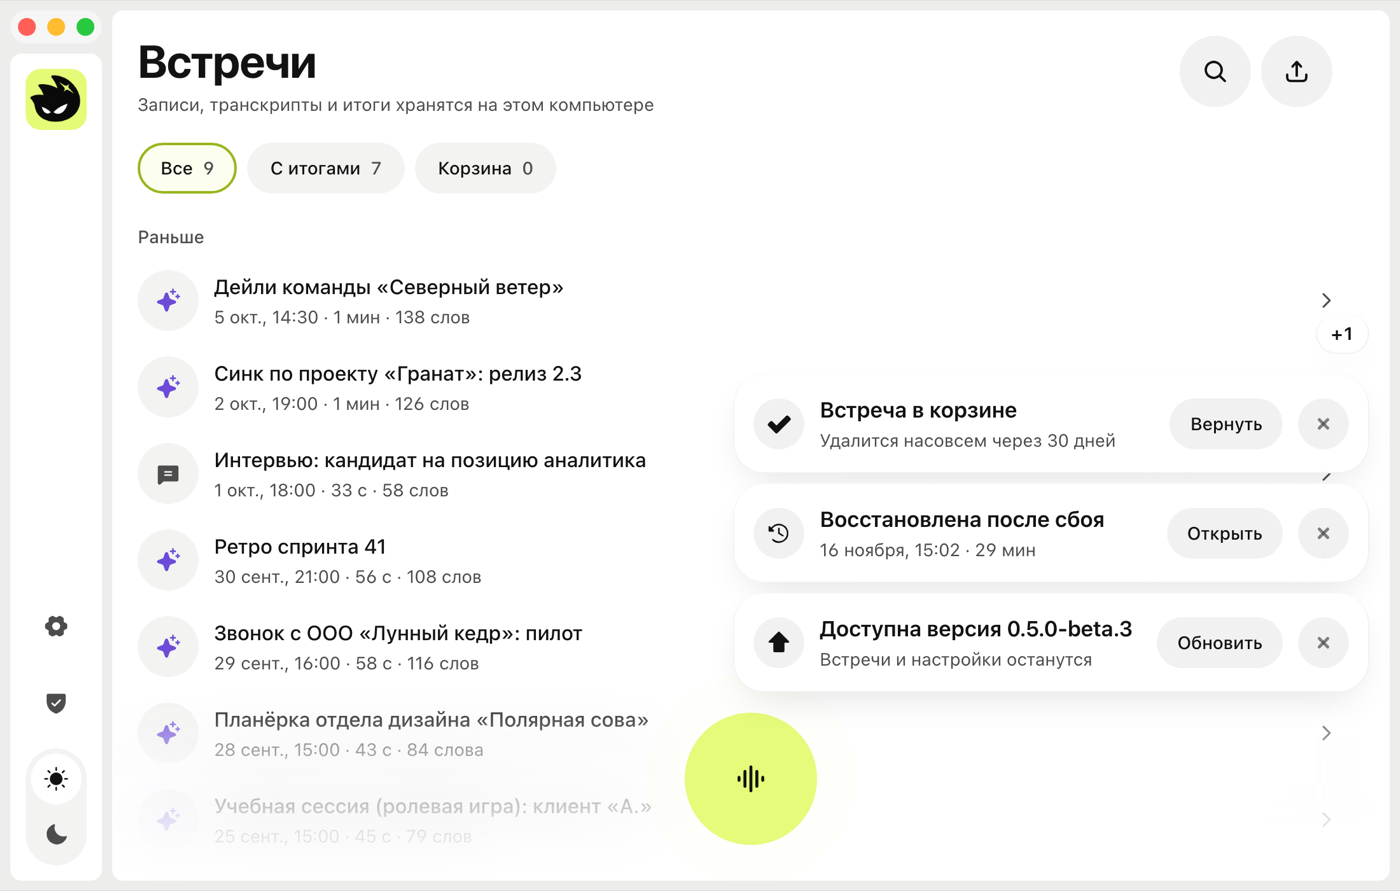 Встречи
Записи, транскрипты и итоги хранятся на этом компьютере
Все 9
С итогами 7
Корзина 0
Раньше
Дейли команды «Северный ветер»
5 окт., 14:30 · 1 мин · 138 слов
+1
Синк по проекту «Гранат»: релиз 2.3
2 окт., 19:00 · 1 мин · 126 слов
Интервью: кандидат на позицию аналитика
1 окт., 18:00 · 33 с · 58 слов
Ретро спринта 41
30 сент., 21:00 · 56 с · 108 слов
Звонок с ООО «Лунный кедр»: пилот
29 сент., 16:00 · 58 с · 116 слов
Планёрка отдела дизайна «Полярная сова»
28 сент., 15:00 · 43 с · 84 слова
Учебная сессия (ролевая игра): клиент «А.»
25 сент., 15:00 · 45 с · 79 слов
Встреча в корзине
Удалится насовсем через 30 дней
Вернуть
Восстановлена после сбоя
16 ноября, 15:02 · 29 мин
Открыть
Доступна версия 0.5.0-beta.3
Встречи и настройки останутся
Обновить